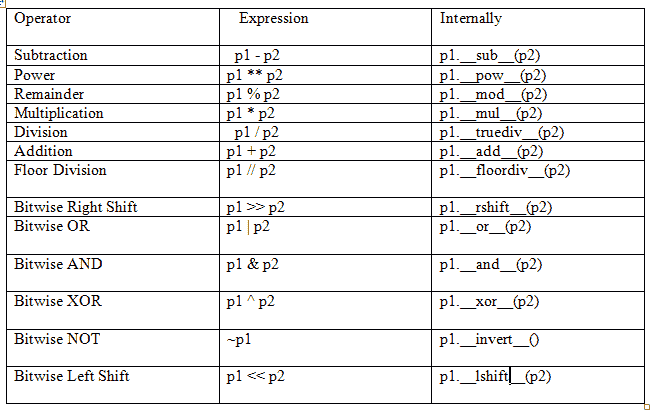 Operator Expression Internally
Subtraction p1 - p2 p1.__sub__(p2)
Power p1 ** p2 p1.__pow__(p2)
Remainder p1 % p2 p1.__mod__(p2)
Multiplication p1 * p2 p1.__mul__(p2)
Division p1 / p2 p1.__truediv__(p2)
Addition p1 + p2 p1.__add__(p2)
Floor Division p1 // p2 p1.__floordiv__(p2)
Bitwise Right Shift p1 >> p2 p1.__rshift__(p2)
Bitwise OR p1 | p2 p1.__or__(p2)
Bitwise AND p1 & p2 p1.__and__(p2)
Bitwise XOR p1 ^ p2 p1.__xor__(p2)
Bitwise NOT ~p1 p1.__invert__()
Bitwise Left Shift p1 << p2 p1.__lshift__(p2)